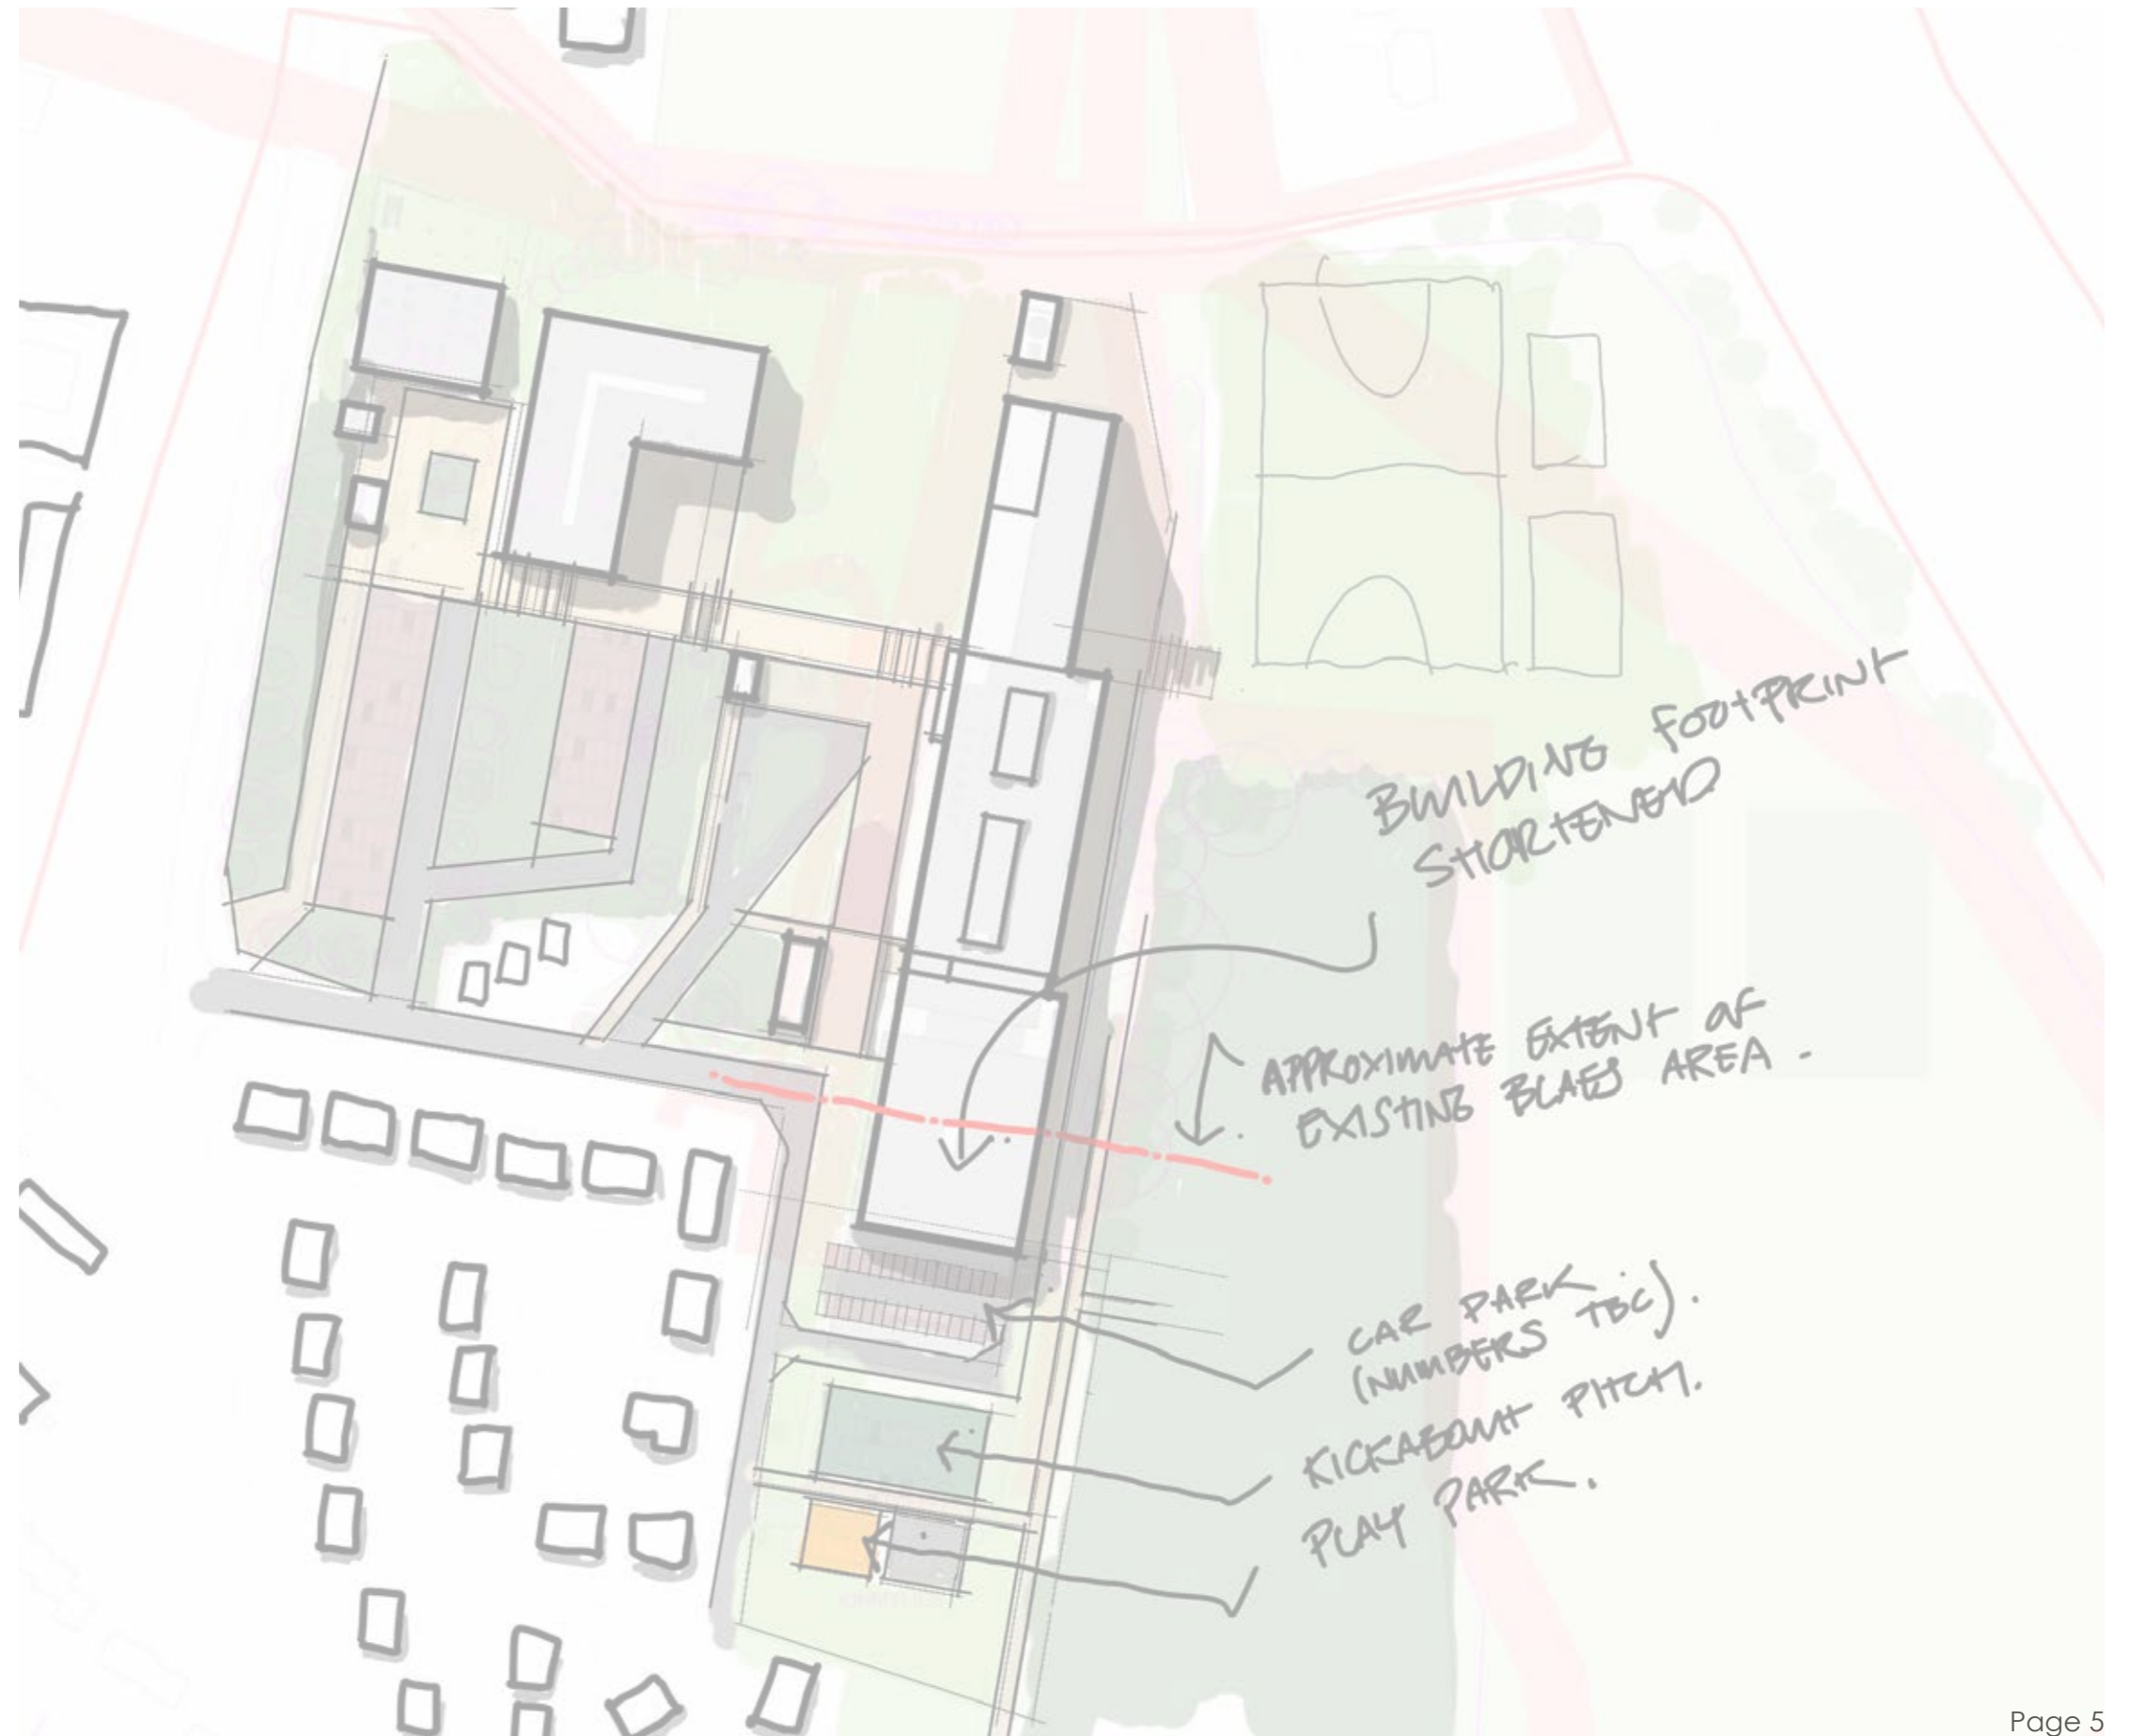 BUILDING FOOTPRINT
SHORTENED
APPROXIMATE EXTENT OF
EXISTING BLAES AREA.
CAR PARK
(NUMBERS TBC).
KICKABOUT PITCH.
PLAY PARK.
Page 5